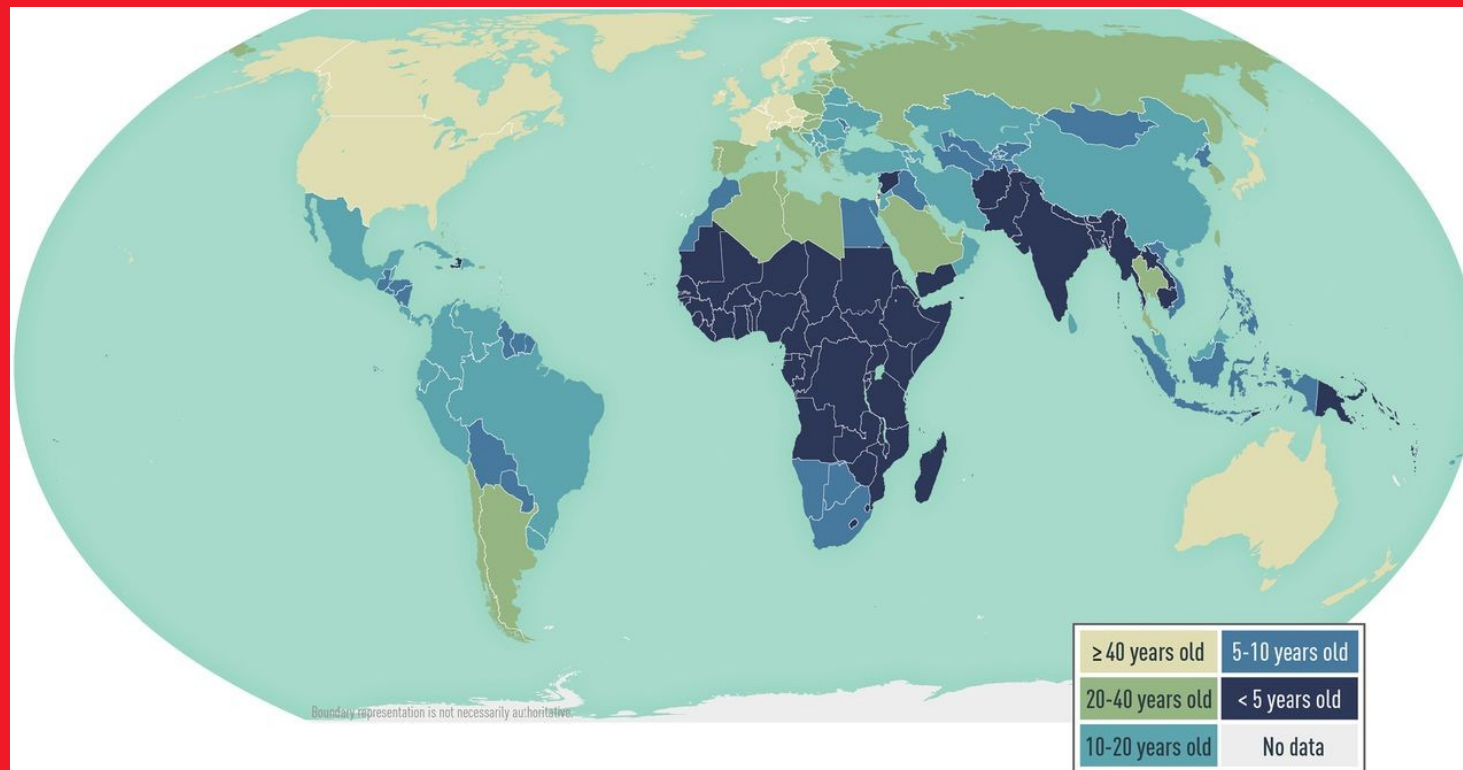 Boundary representation is not necessarily authoritative.
≥ 40 years old
5-10 years old
20-40 years old
< 5 years old
10-20 years old
No data